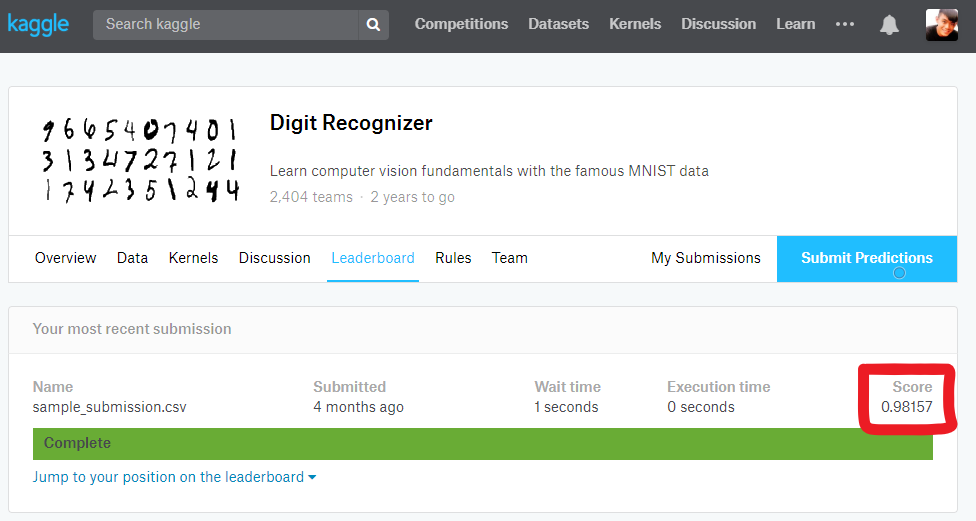 kaggle Search kaggle Competitions Datasets Kernels Discussion Learn
Digit Recognizer
9 6 6 5 4 0 7 4 0 1
3 1 3 4 7 2 7 1 2 1
1 7 4 2 3 5 1 2 4 4
Learn computer vision fundamentals with the famous MNIST data
2,404 teams · 2 years to go
Overview Data Kernels Discussion Leaderboard Rules Team My Submissions Submit Predictions
Your most recent submission
Name Submitted Wait time Execution time Score
sample_submission.csv 4 months ago 1 seconds 0 seconds 0.98157
Complete
Jump to your position on the leaderboard